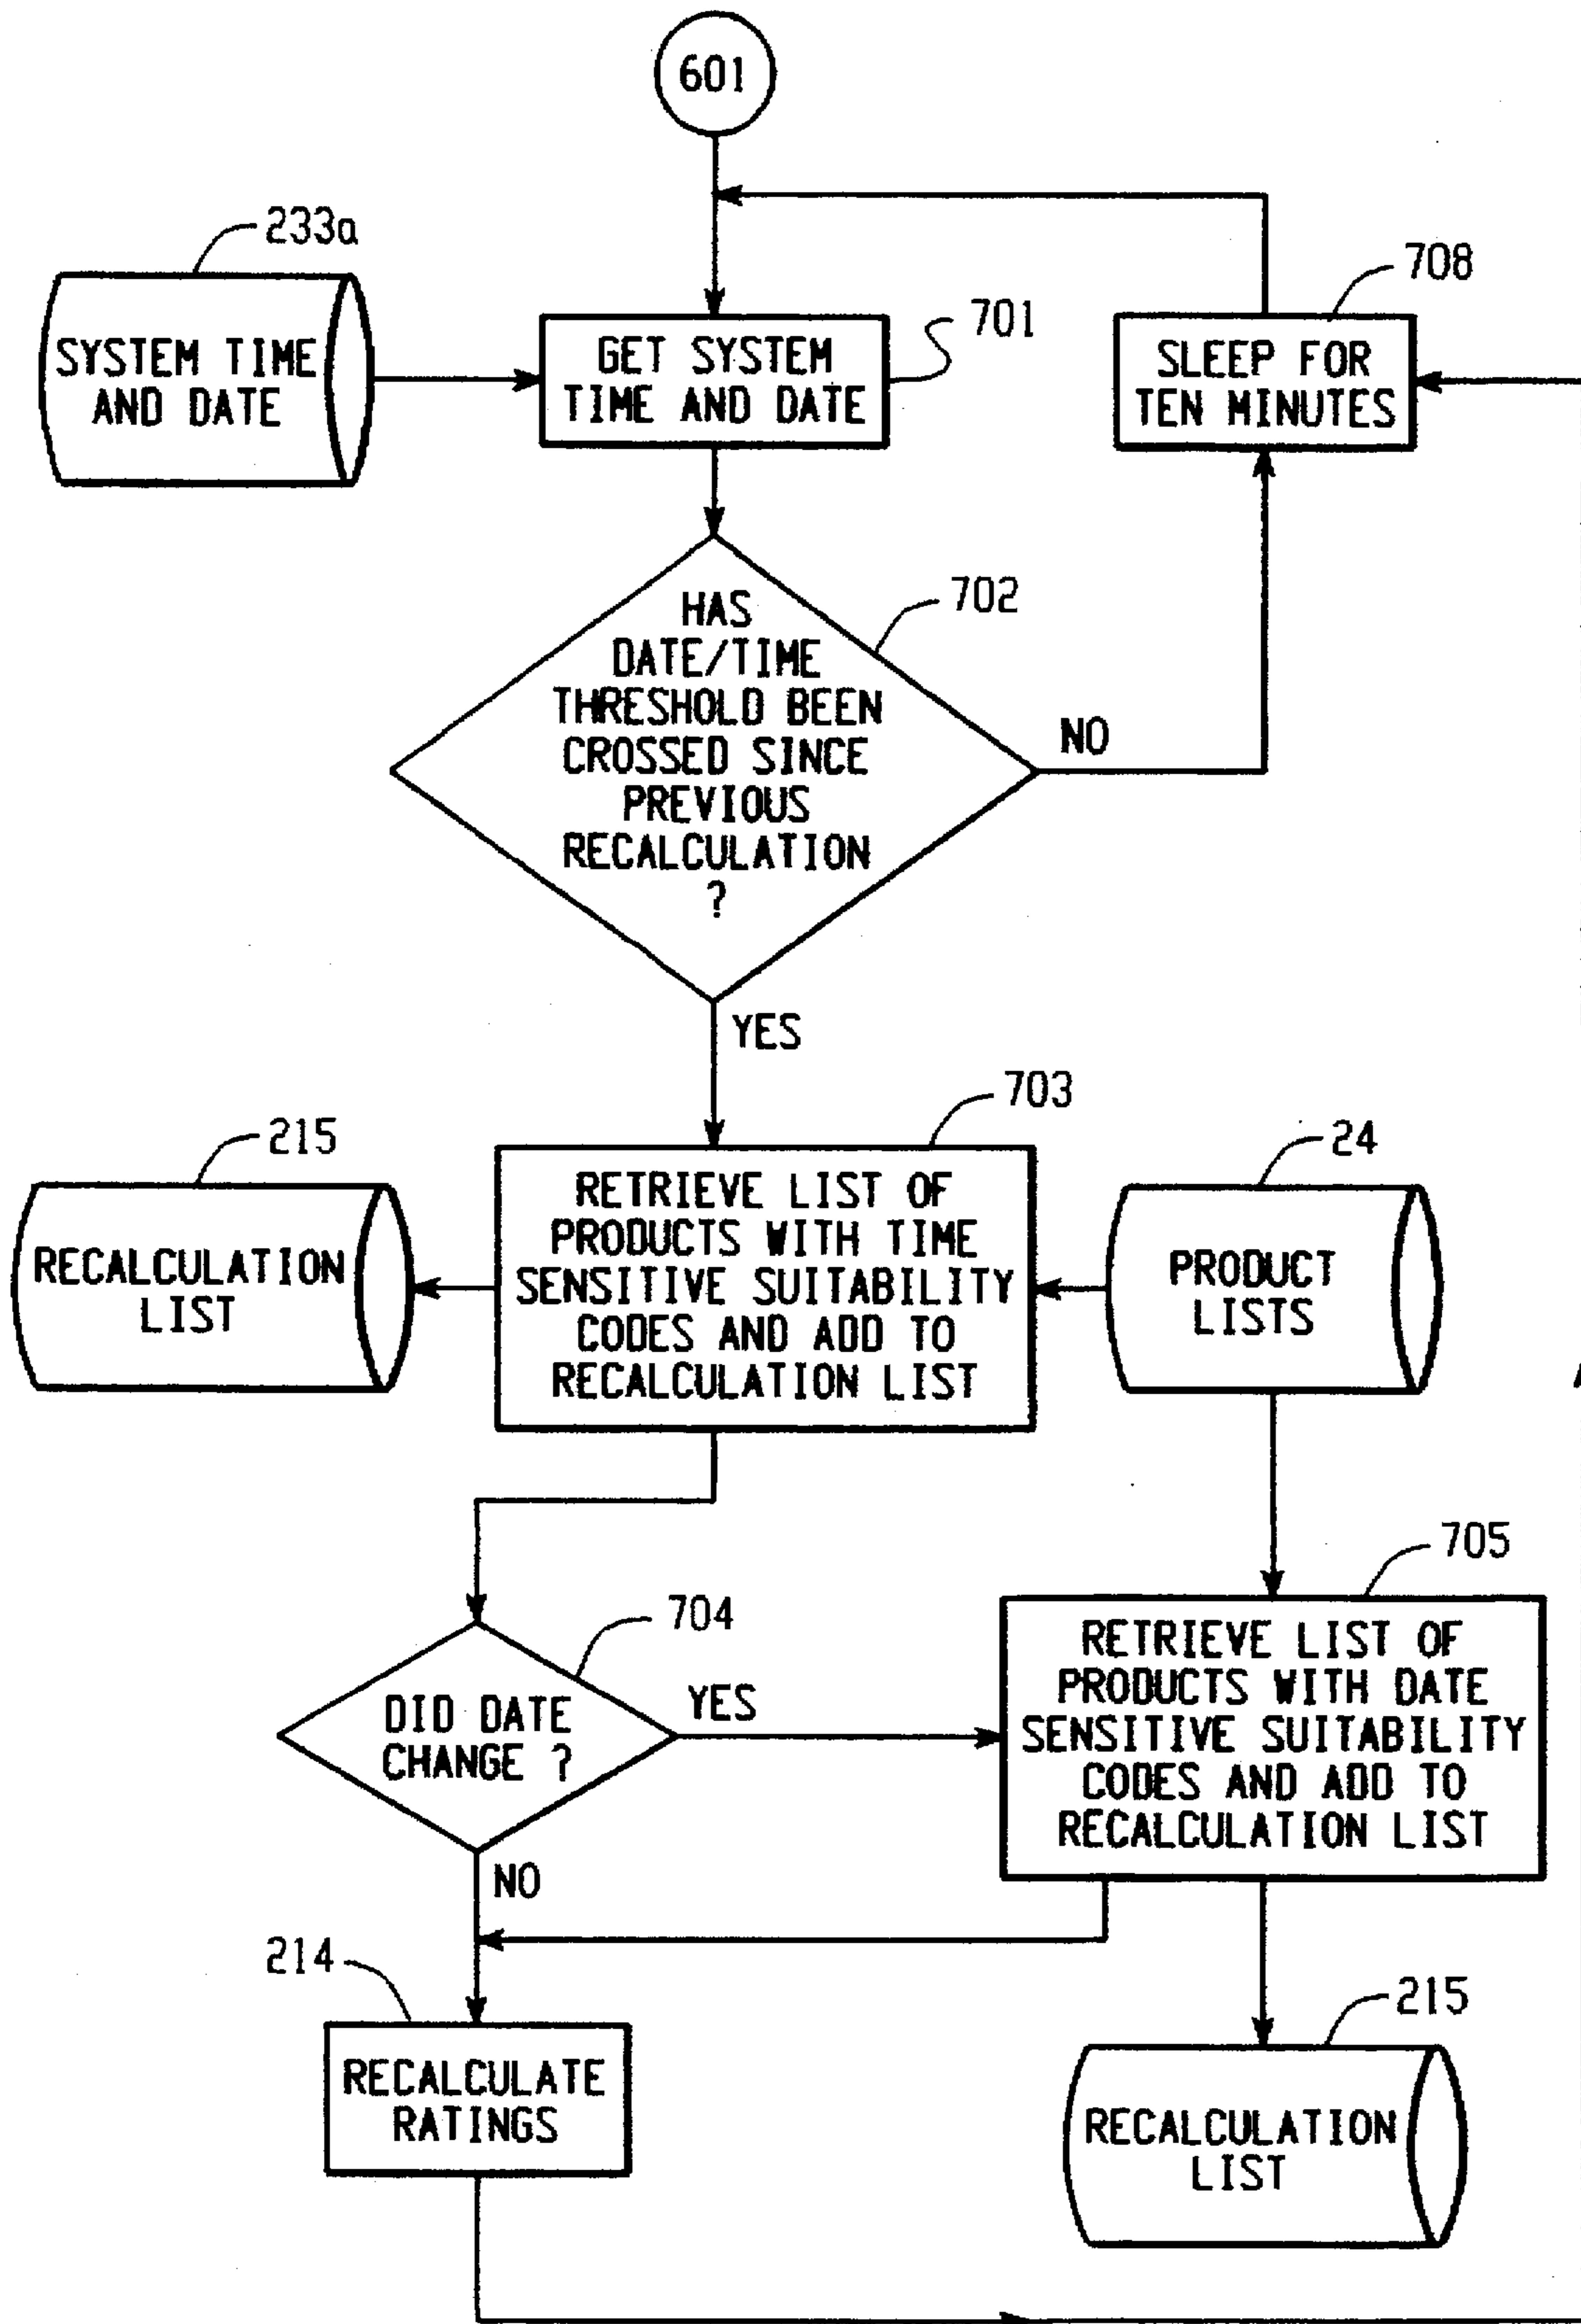 601
233a
SYSTEM TIME
AND DATE
GET SYSTEM
TIME AND DATE
701
708
SLEEP FOR
TEN MINUTES
HAS
DATE/TIME
THRESHOLD BEEN
CROSSED SINCE
PREVIOUS
RECALCULATION
?
702
NO
YES
703
215
RECALCULATION
LIST
RETRIEVE LIST OF
PRODUCTS WITH TIME
SENSITIVE SUITABILITY
CODES AND ADD TO
RECALCULATION LIST
24
PRODUCT
LISTS
704
DID DATE
CHANGE ?
YES
NO
705
RETRIEVE LIST OF
PRODUCTS WITH DATE
SENSITIVE SUITABILITY
CODES AND ADD TO
RECALCULATION LIST
214
RECALCULATE
RATINGS
215
RECALCULATION
LIST